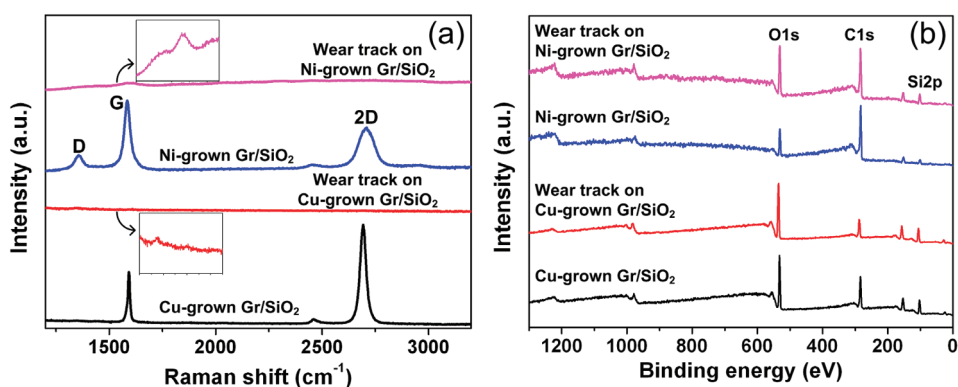 (a)
Wear track on
Ni-grown Gr/SiO₂
G
D
2D
Ni-grown Gr/SiO₂
Wear track on
Cu-grown Gr/SiO₂
Cu-grown Gr/SiO₂
Intensity (a.u.)
1500 2000 2500 3000
Raman shift (cm⁻¹)
(b)
O1s C1s
Si2p
Wear track on
Ni-grown Gr/SiO₂
Ni-grown Gr/SiO₂
Wear track on
Cu-grown Gr/SiO₂
Cu-grown Gr/SiO₂
Intensity (a.u.)
1200 1000 800 600 400 200 0
Binding energy (eV)